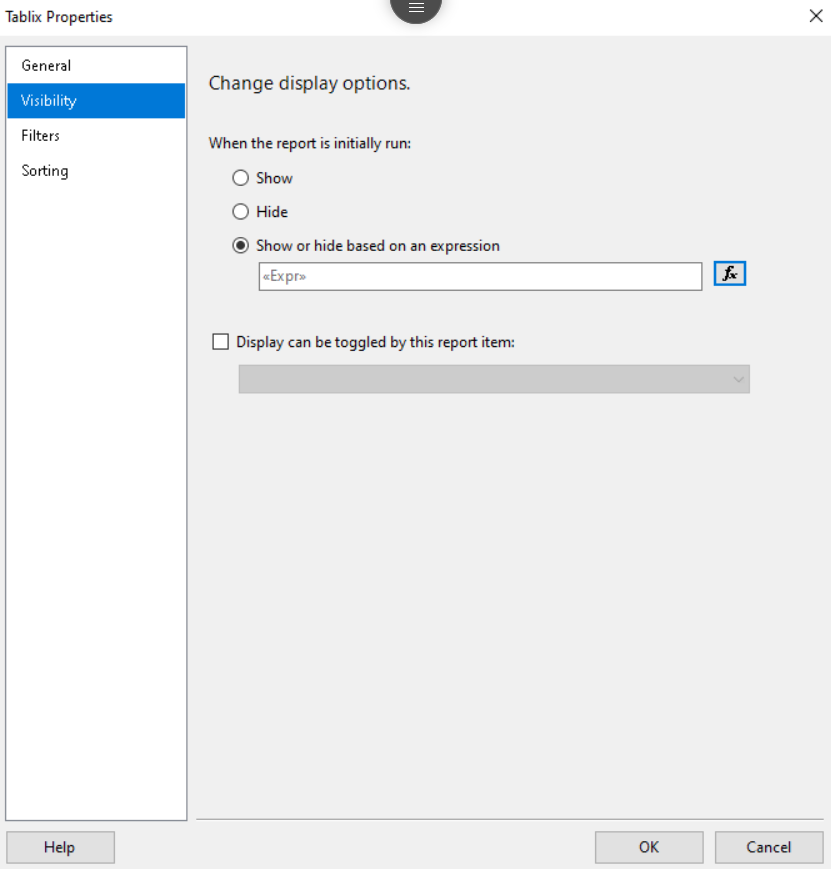 Tablix Properties
General
Visibility
Filters
Sorting
Change display options.
When the report is initially run:
Show
Hide
Show or hide based on an expression
«Expr»
fx
Display can be toggled by this report item:
Help
OK
Cancel